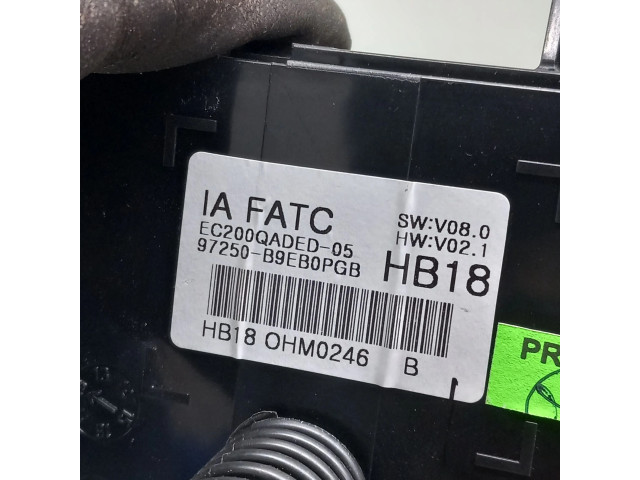 IA FATC SW:V08.0
EC200QADED-05 HW:V02.1
97250-B9EB0PGB HB18
HB18 OHM0246 B
PR